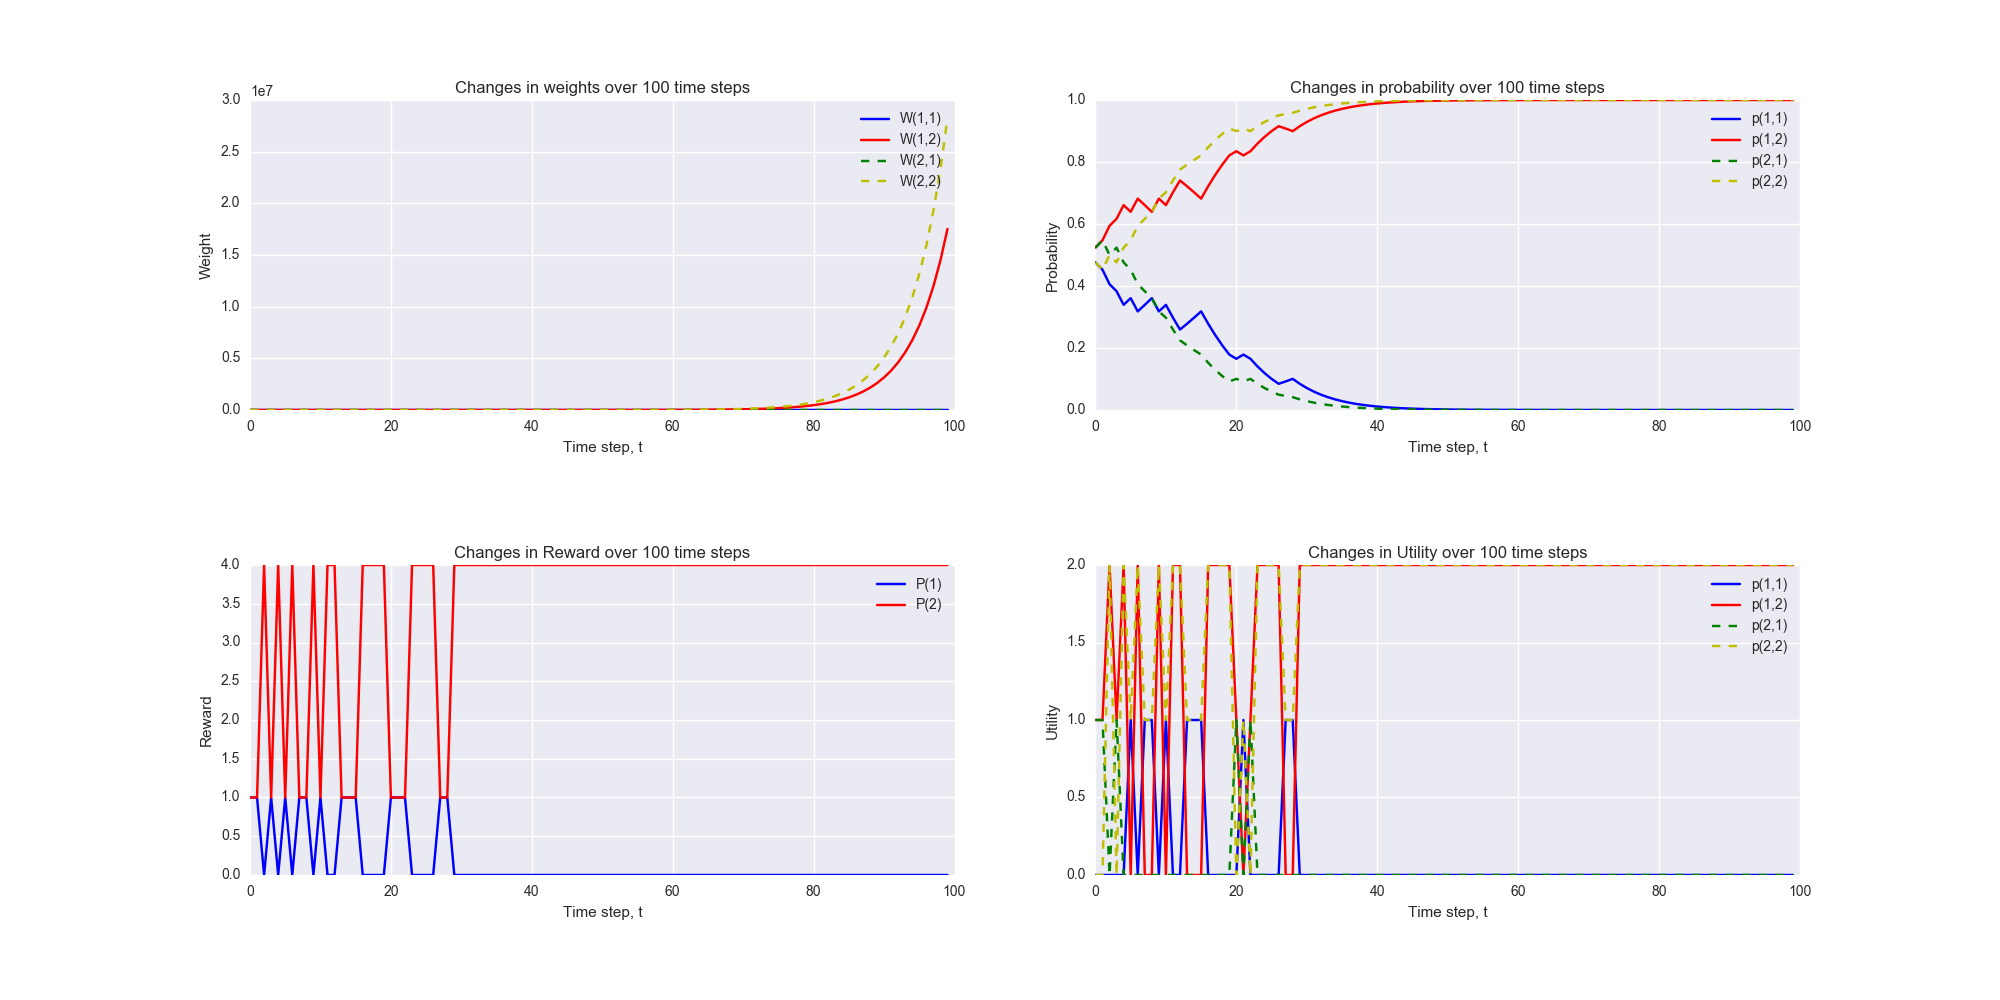 Changes in weights over 100 time steps
1e7
3.0
2.5
2.0
1.5
1.0
0.5
0.0
Weight
0 20 40 60 80 100
Time step, t
W(1,1)
W(1,2)
W(2,1)
W(2,2)
Changes in probability over 100 time steps
1.0
0.8
0.6
0.4
0.2
0.0
Probability
0 20 40 60 80 100
Time step, t
p(1,1)
p(1,2)
p(2,1)
p(2,2)
Changes in Reward over 100 time steps
4.0
3.5
3.0
2.5
2.0
1.5
1.0
0.5
0.0
Reward
0 20 40 60 80 100
Time step, t
P(1)
P(2)
Changes in Utility over 100 time steps
2.0
1.5
1.0
0.5
0.0
Utility
0 20 40 60 80 100
Time step, t
p(1,1)
p(1,2)
p(2,1)
p(2,2)